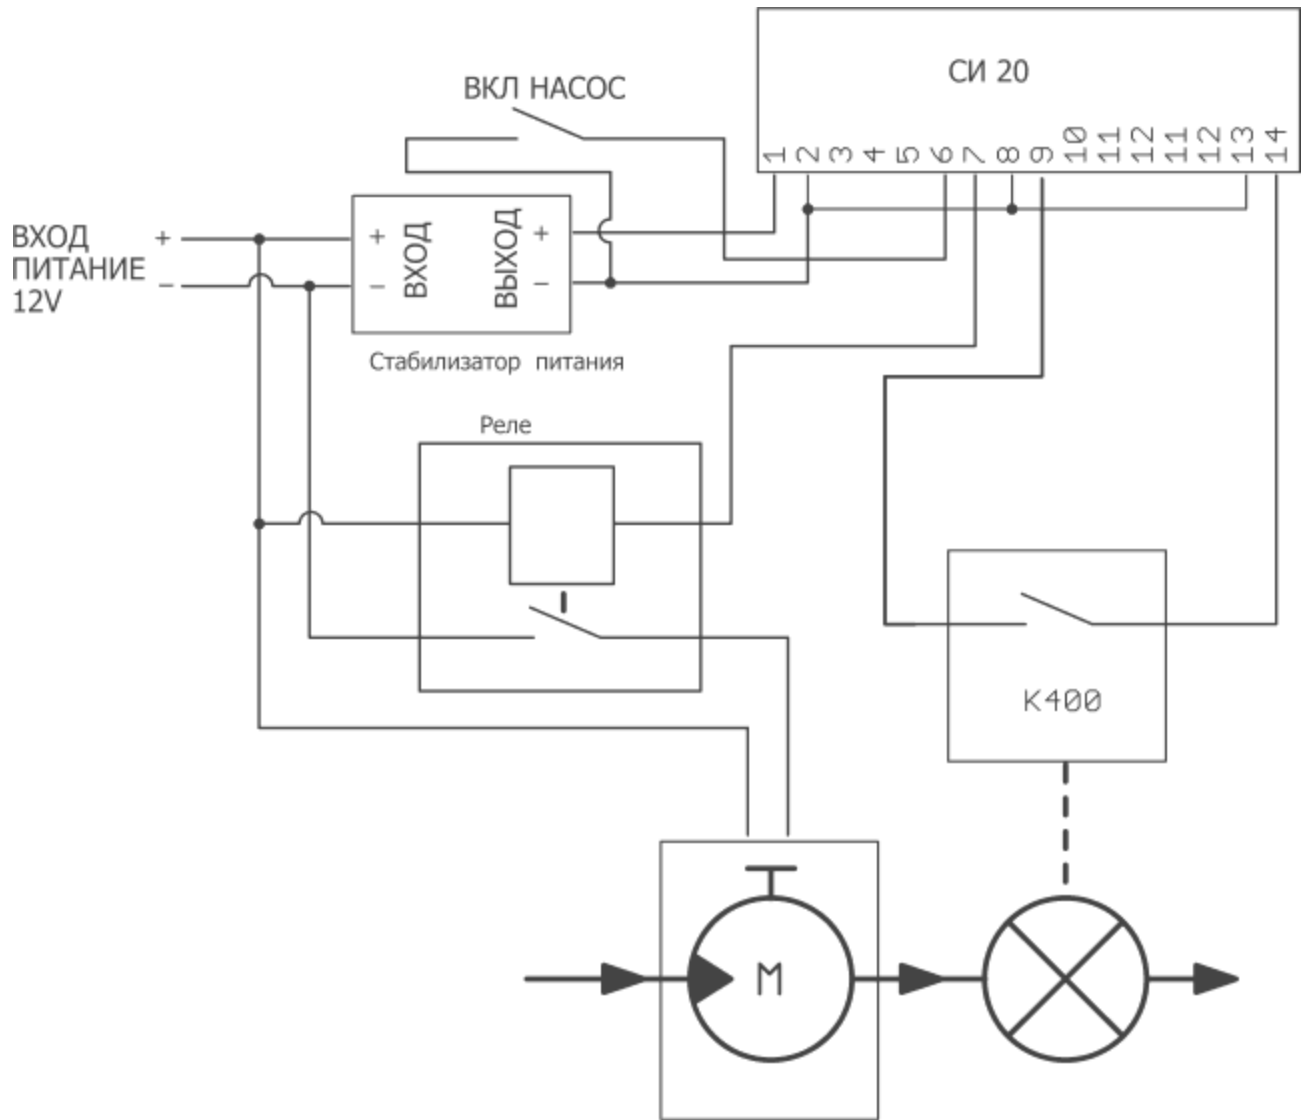 СИ 20
ВКЛ НАСОС
1 2 3 4 5 6 7 8 9 10 11 12 11 12 13 14
ВХОД
ПИТАНИЕ
12V
+
−
+
−
ВХОД
ВЫХОД
+
−
Стабилизатор питания
Реле
К400
М